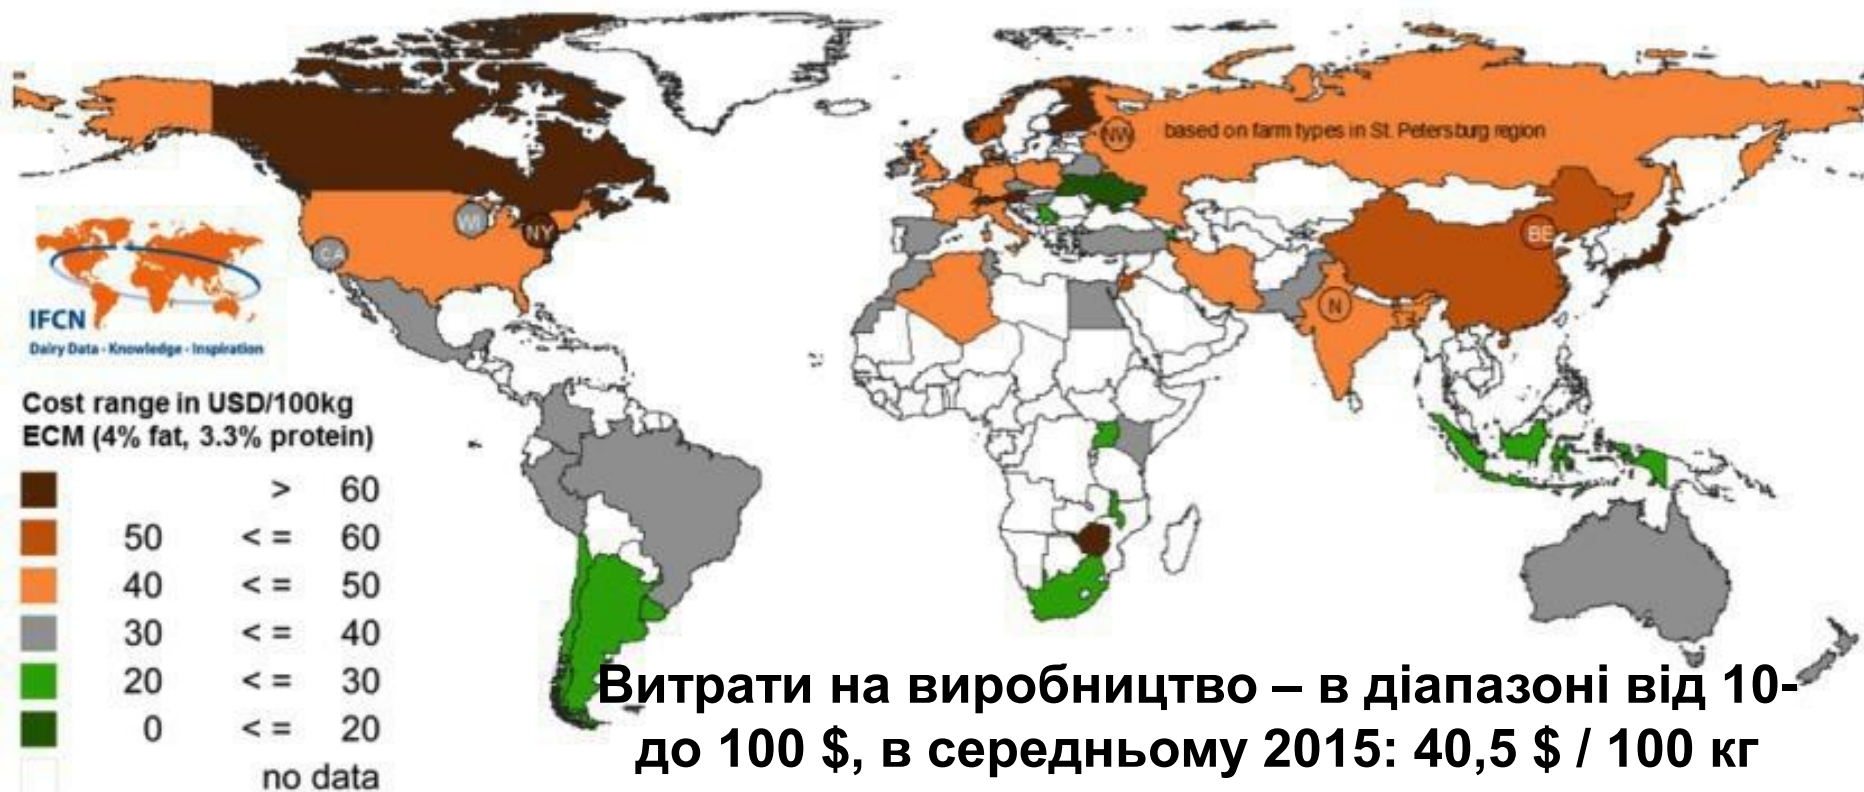 NW
based on farm types in St. Petersburg region
WI
NY
CA
BE
N
IFCN
Dairy Data - Knowledge - Inspiration
Cost range in USD/100kg
ECM (4% fat, 3.3% protein)
> 60
50 < = 60
40 < = 50
30 < = 40
20 < = 30
0 < = 20
no data
Витрати на виробництво – в діапазоні від 10-
до 100 $, в середньому 2015: 40,5 $ / 100 кг